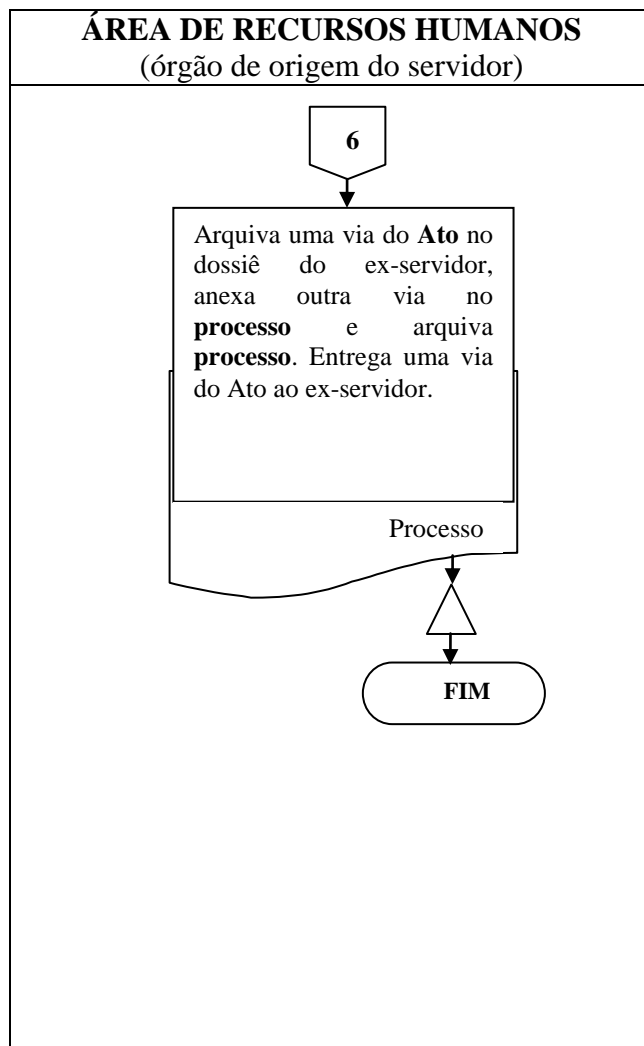 ÁREA DE RECURSOS HUMANOS
(órgão de origem do servidor)
6
Arquiva uma via do Ato no
dossiê do ex-servidor,
anexa outra via no
processo e arquiva
processo. Entrega uma via
do Ato ao ex-servidor.
Processo
FIM